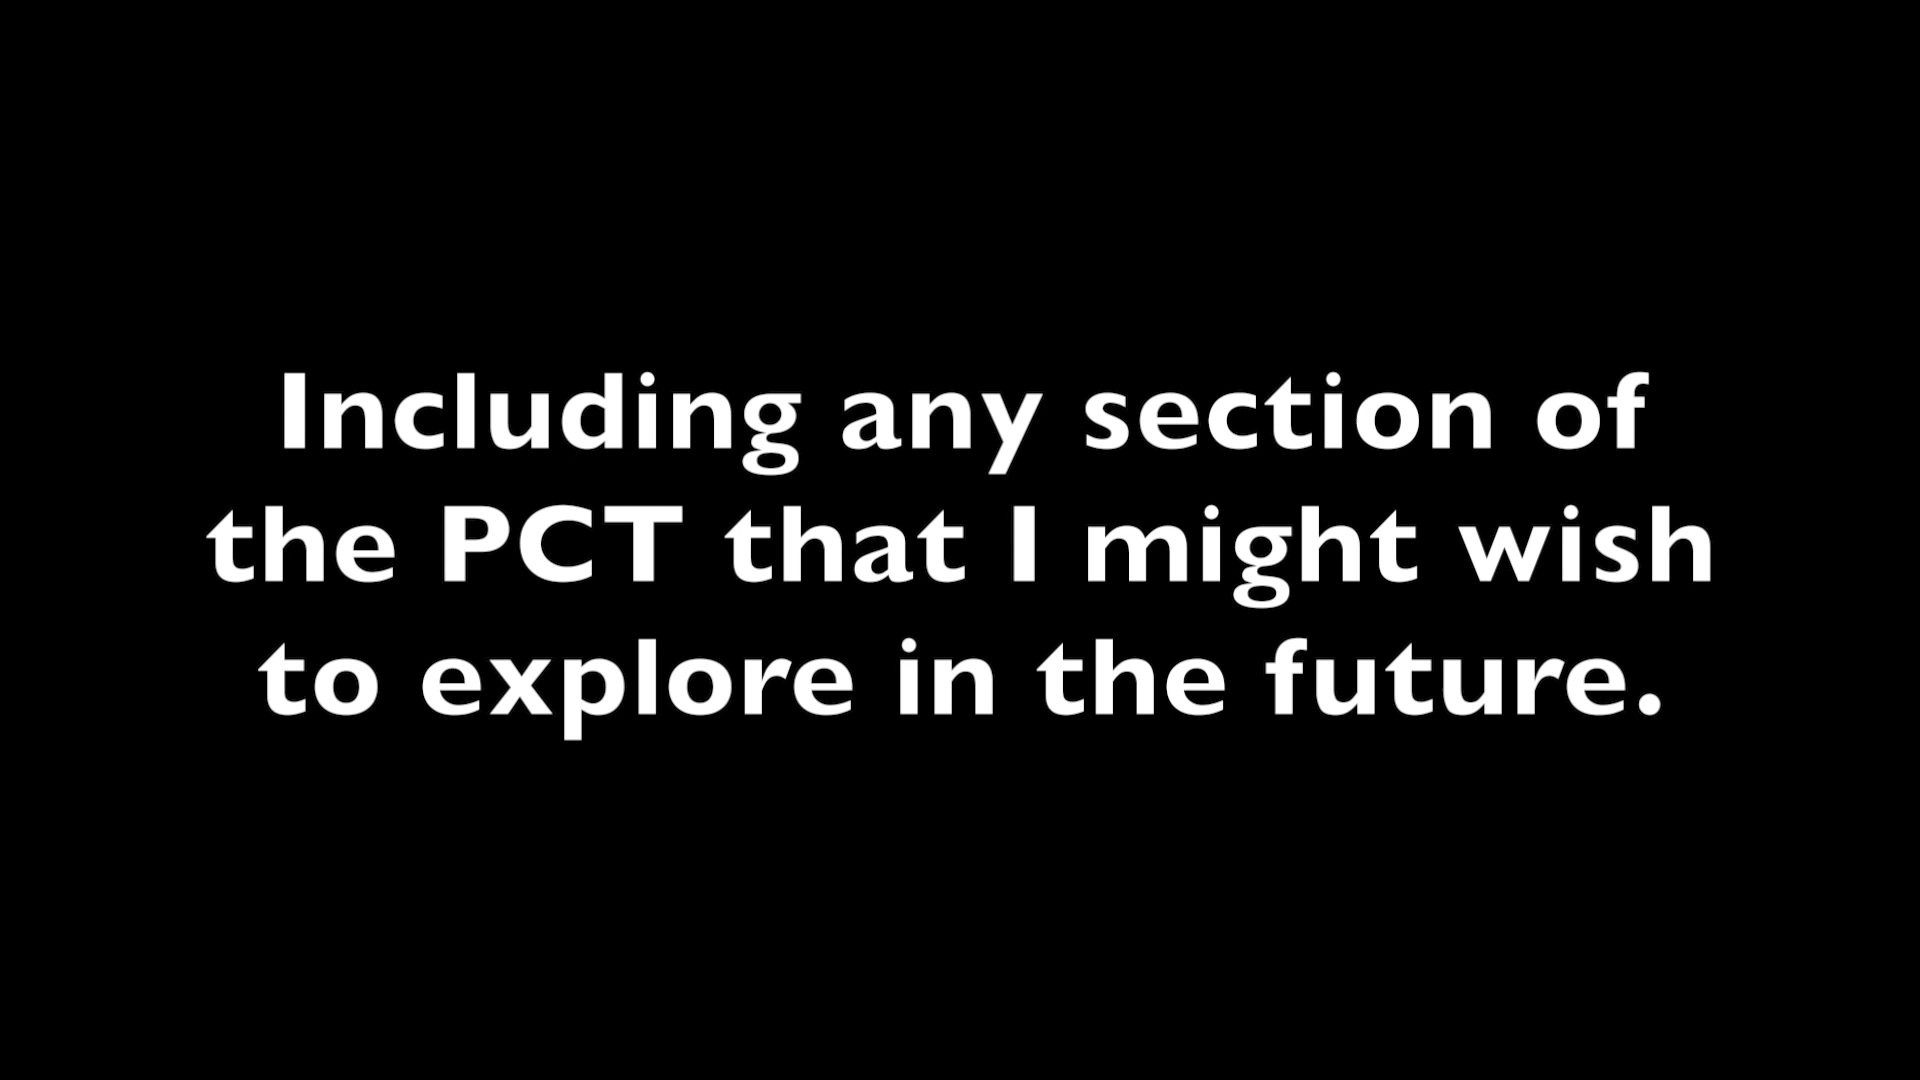 Including any section of
the PCT that I might wish
to explore in the future.